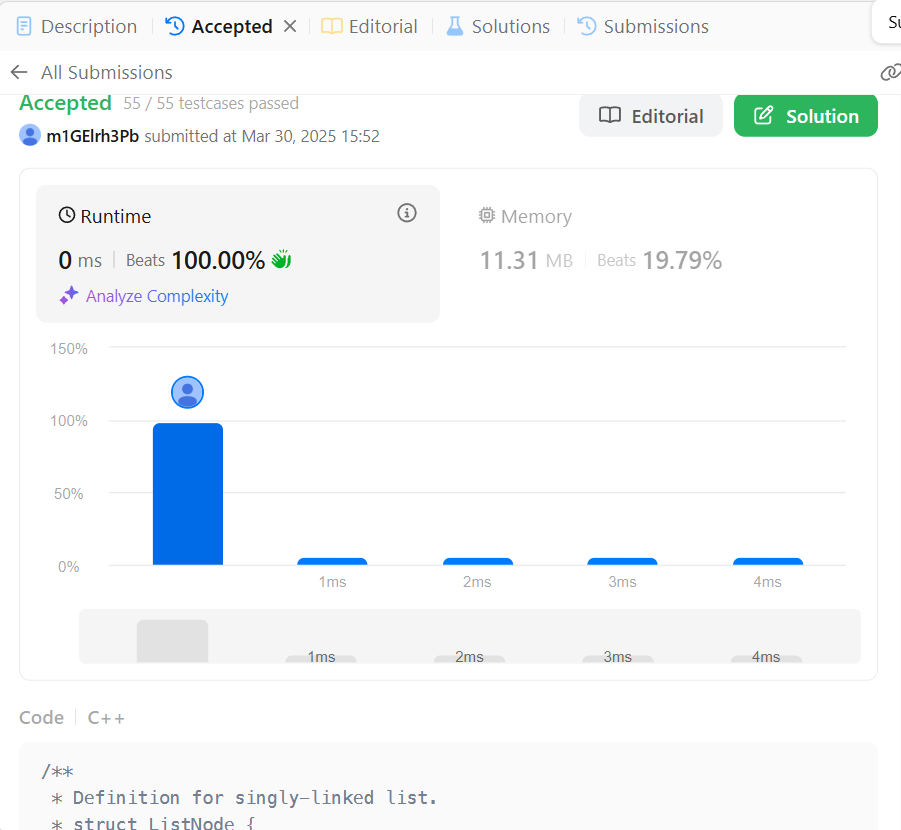 Description Accepted Editorial Solutions Submissions
All Submissions
Accepted 55 / 55 testcases passed
m1GElrh3Pb submitted at Mar 30, 2025 15:52
Editorial Solution
Runtime
0 ms Beats 100.00%
Analyze Complexity
Memory
11.31 MB Beats 19.79%
150%
100%
50%
0%
1ms 2ms 3ms 4ms
1ms 2ms 3ms 4ms
Code C++
/**
* Definition for singly-linked list.
* struct ListNode {